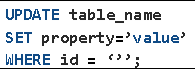 UPDATE table_name
SET property=‘value’
WHERE id = ‘’’;